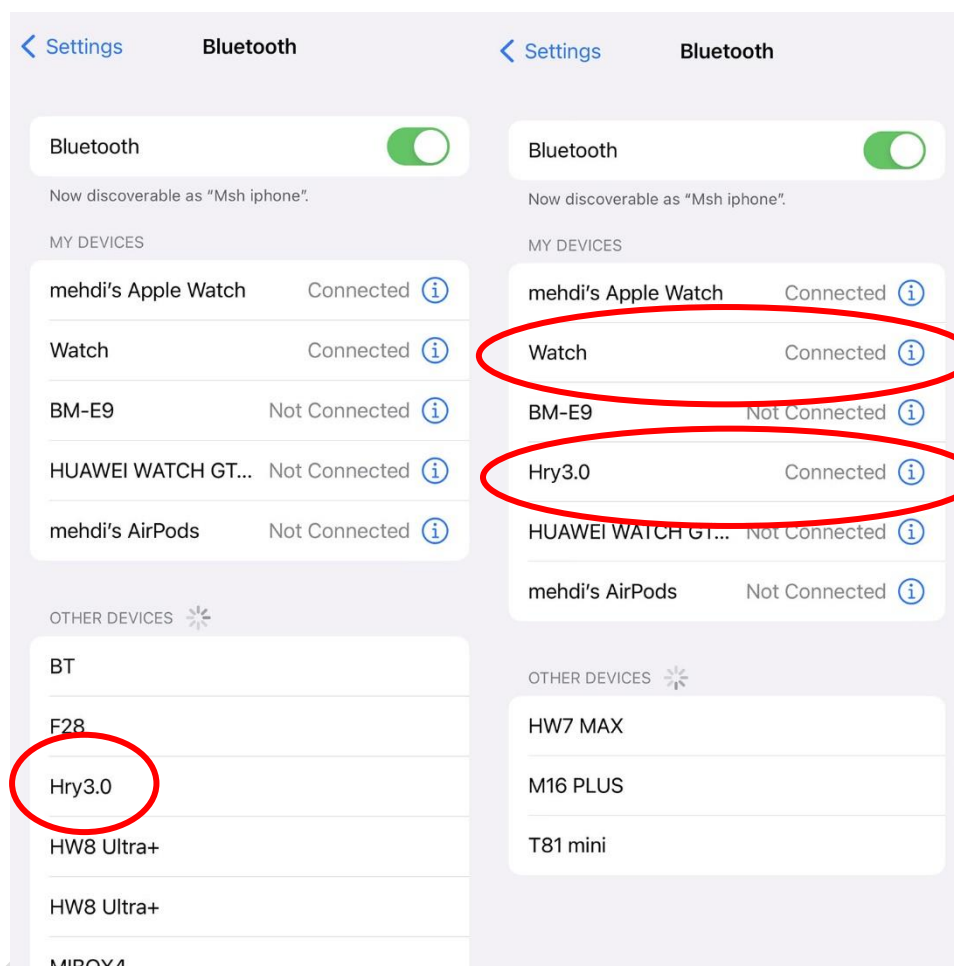 Settings
Bluetooth
Bluetooth
Now discoverable as "Msh iphone".
MY DEVICES
mehdi's Apple Watch Connected
Watch Connected
BM-E9 Not Connected
HUAWEI WATCH GT... Not Connected
mehdi's AirPods Not Connected
OTHER DEVICES
BT
F28
Hry3.0
HW8 Ultra+
HW8 Ultra+
MIBOX4
Settings
Bluetooth
Bluetooth
Now discoverable as "Msh iphone".
MY DEVICES
mehdi's Apple Watch Connected
Watch Connected
BM-E9 Not Connected
Hry3.0 Connected
HUAWEI WATCH GT... Not Connected
mehdi's AirPods Not Connected
OTHER DEVICES
HW7 MAX
M16 PLUS
T81 mini